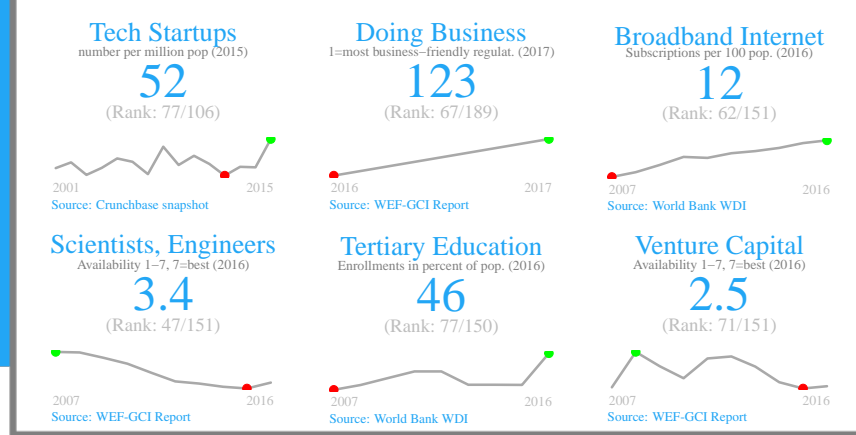 Tech Startups
number per million pop (2015)
52
(Rank: 77/106)
2001 2015
Source: Crunchbase snapshot
Doing Business
1=most business−friendly regulat. (2017)
123
(Rank: 67/189)
2016 2017
Source: WEF-GCI Report
Broadband Internet
Subscriptions per 100 pop. (2016)
12
(Rank: 62/151)
2007 2016
Source: World Bank WDI
Scientists, Engineers
Availability 1−7, 7=best (2016)
3.4
(Rank: 47/151)
2007 2016
Source: WEF-GCI Report
Tertiary Education
Enrollments in percent of pop. (2016)
46
(Rank: 77/150)
2007 2016
Source: World Bank WDI
Venture Capital
Availability 1−7, 7=best (2016)
2.5
(Rank: 71/151)
2007 2016
Source: WEF-GCI Report